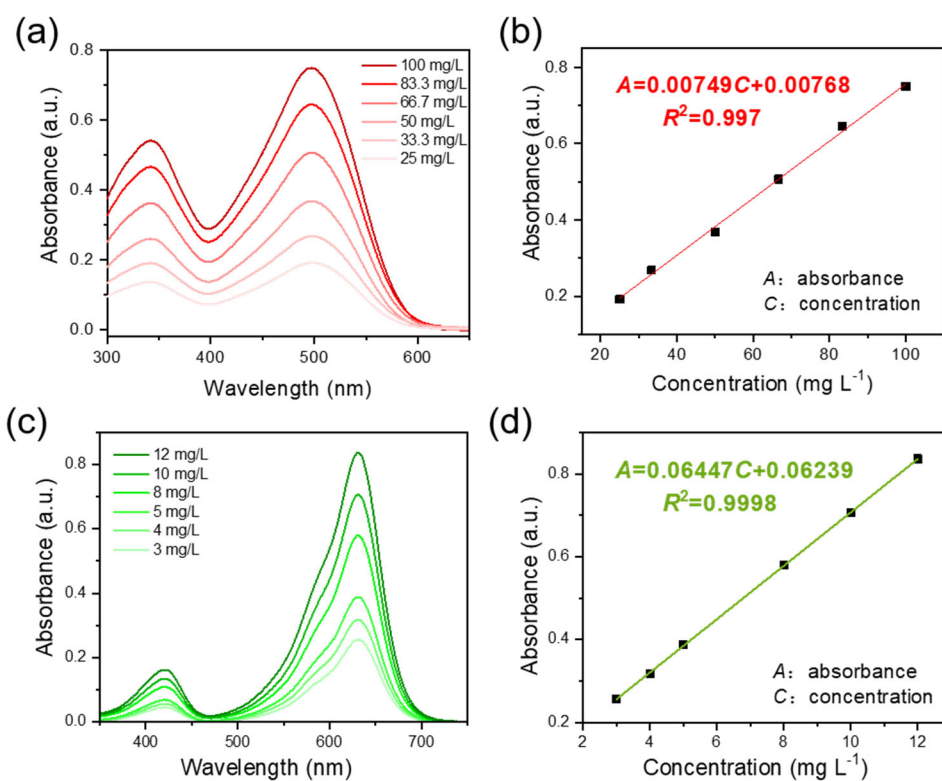 (a)
0.8
0.6
0.4
0.2
0.0
Absorbance (a.u.)
100 mg/L
83.3 mg/L
66.7 mg/L
50 mg/L
33.3 mg/L
25 mg/L
300 400 500 600
Wavelength (nm)
(b)
0.8
0.6
0.4
0.2
Absorbance (a.u.)
A=0.00749C+0.00768
R²=0.997
A: absorbance
C: concentration
20 40 60 80 100
Concentration (mg L⁻¹)
(c)
0.8
0.6
0.4
0.2
0.0
Absorbance (a.u.)
12 mg/L
10 mg/L
8 mg/L
5 mg/L
4 mg/L
3 mg/L
400 500 600 700
Wavelength (nm)
(d)
0.8
0.6
0.4
0.2
Absorbance (a.u.)
A=0.06447C+0.06239
R²=0.9998
A: absorbance
C: concentration
2 4 6 8 10 12
Concentration (mg L⁻¹)